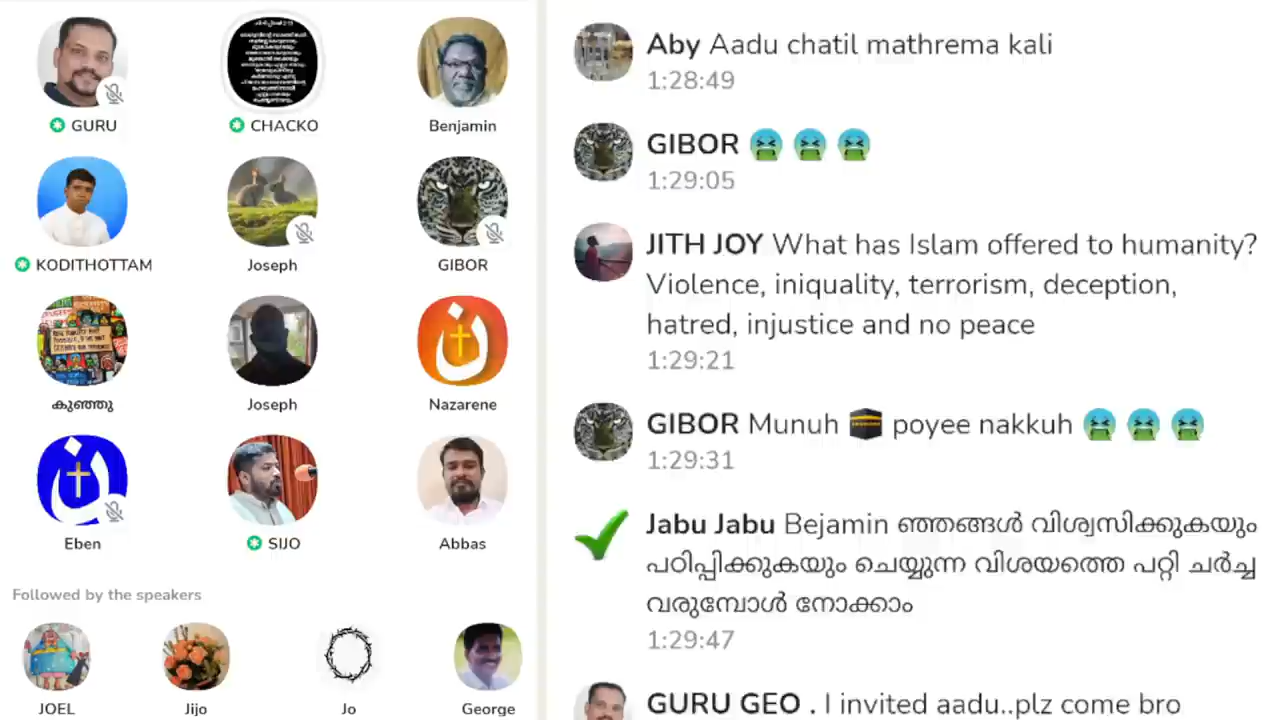 GURU
CHACKO
Benjamin
KODITHOTTAM
Joseph
GIBOR
കുഞ്ഞു
Joseph
Nazarene
Eben
SIJO
Abbas
Followed by the speakers
JOEL
Jijo
Jo
George
Aby Aadu chatil mathrema kali
1:28:49
GIBOR 🤮 🤮 🤮
1:29:05
JITH JOY What has Islam offered to humanity?
Violence, iniquality, terrorism, deception,
hatred, injustice and no peace
1:29:21
GIBOR Munuh 🕋 poyee nakkuh 🤮 🤮 🤮
1:29:31
Jabu Jabu Bejamin ഞങ്ങൾ വിശ്വസിക്കുകയും
പഠിപ്പിക്കുകയും ചെയ്യുന്ന വിശയത്തെ പറ്റി ചർച്ച
വരുമ്പോൾ നോക്കാം
1:29:47
GURU GEO . I invited aadu..plz come bro